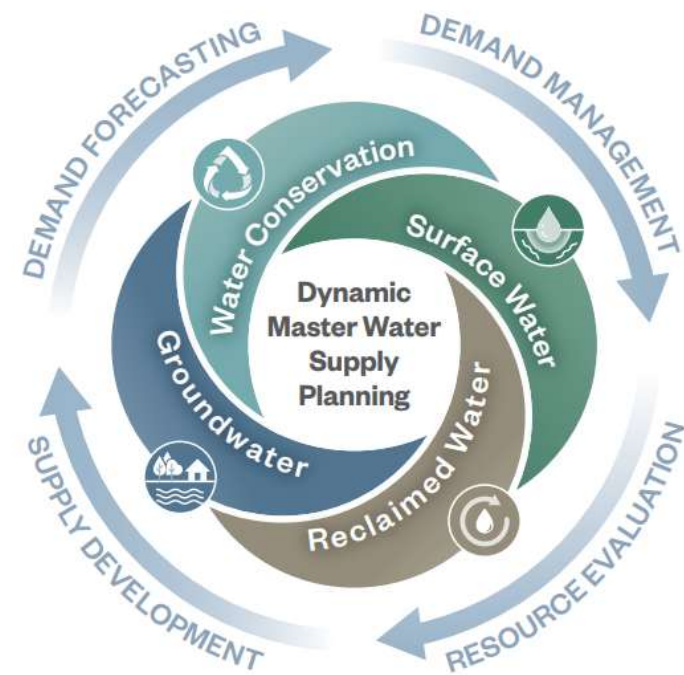 DEMAND FORECASTING
DEMAND MANAGEMENT
Water Conservation
Surface Water
Dynamic
Master Water
Supply
Planning
Groundwater
Reclaimed Water
SUPPLY DEVELOPMENT
RESOURCE EVALUATION